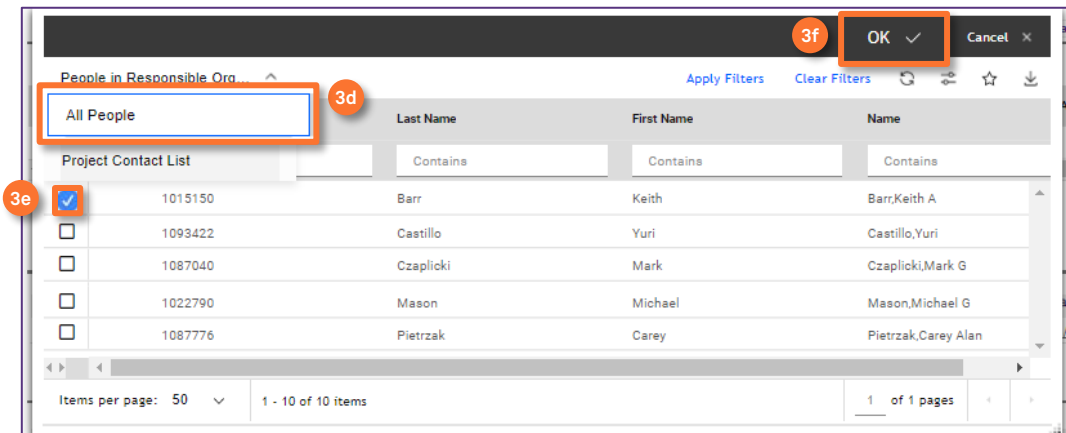 3f OK Cancel
People in Responsible Org... Apply Filters Clear Filters
3d
All People Last Name First Name Name
Project Contact List Contains Contains Contains
3e 1015150 Barr Keith Barr,Keith A
1093422 Castillo Yuri Castillo,Yuri
1087040 Czaplicki Mark Czaplicki,Mark G
1022790 Mason Michael Mason,Michael G
1087776 Pietrzak Carey Pietrzak,Carey Alan
Items per page: 50 1 - 10 of 10 items 1 of 1 pages